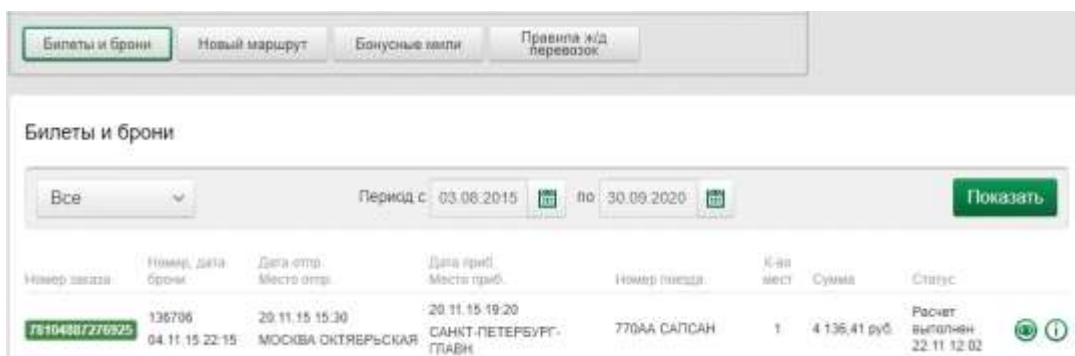 Билеты и брони Новый маршрут Бонусные мили Правила ж/д
перевозок
Билеты и брони
Все Период с 03.08.2015 по 30.09.2020 Показать
Номер заказа Номер, дата брони Дата отпр. Место отпр. Дата приб. Место приб. Номер поезда К-во мест Сумма Статус
78104887276925 136706 20.11.15 15:30 20.11.15 19:20 770АА САПСАН 1 4 136,41 руб. Расчет
04.11.15 22:15 МОСКВА ОКТЯБРЬСКАЯ САНКТ-ПЕТЕРБУРГ- выполнен
ГЛАВН 22.11 12:02